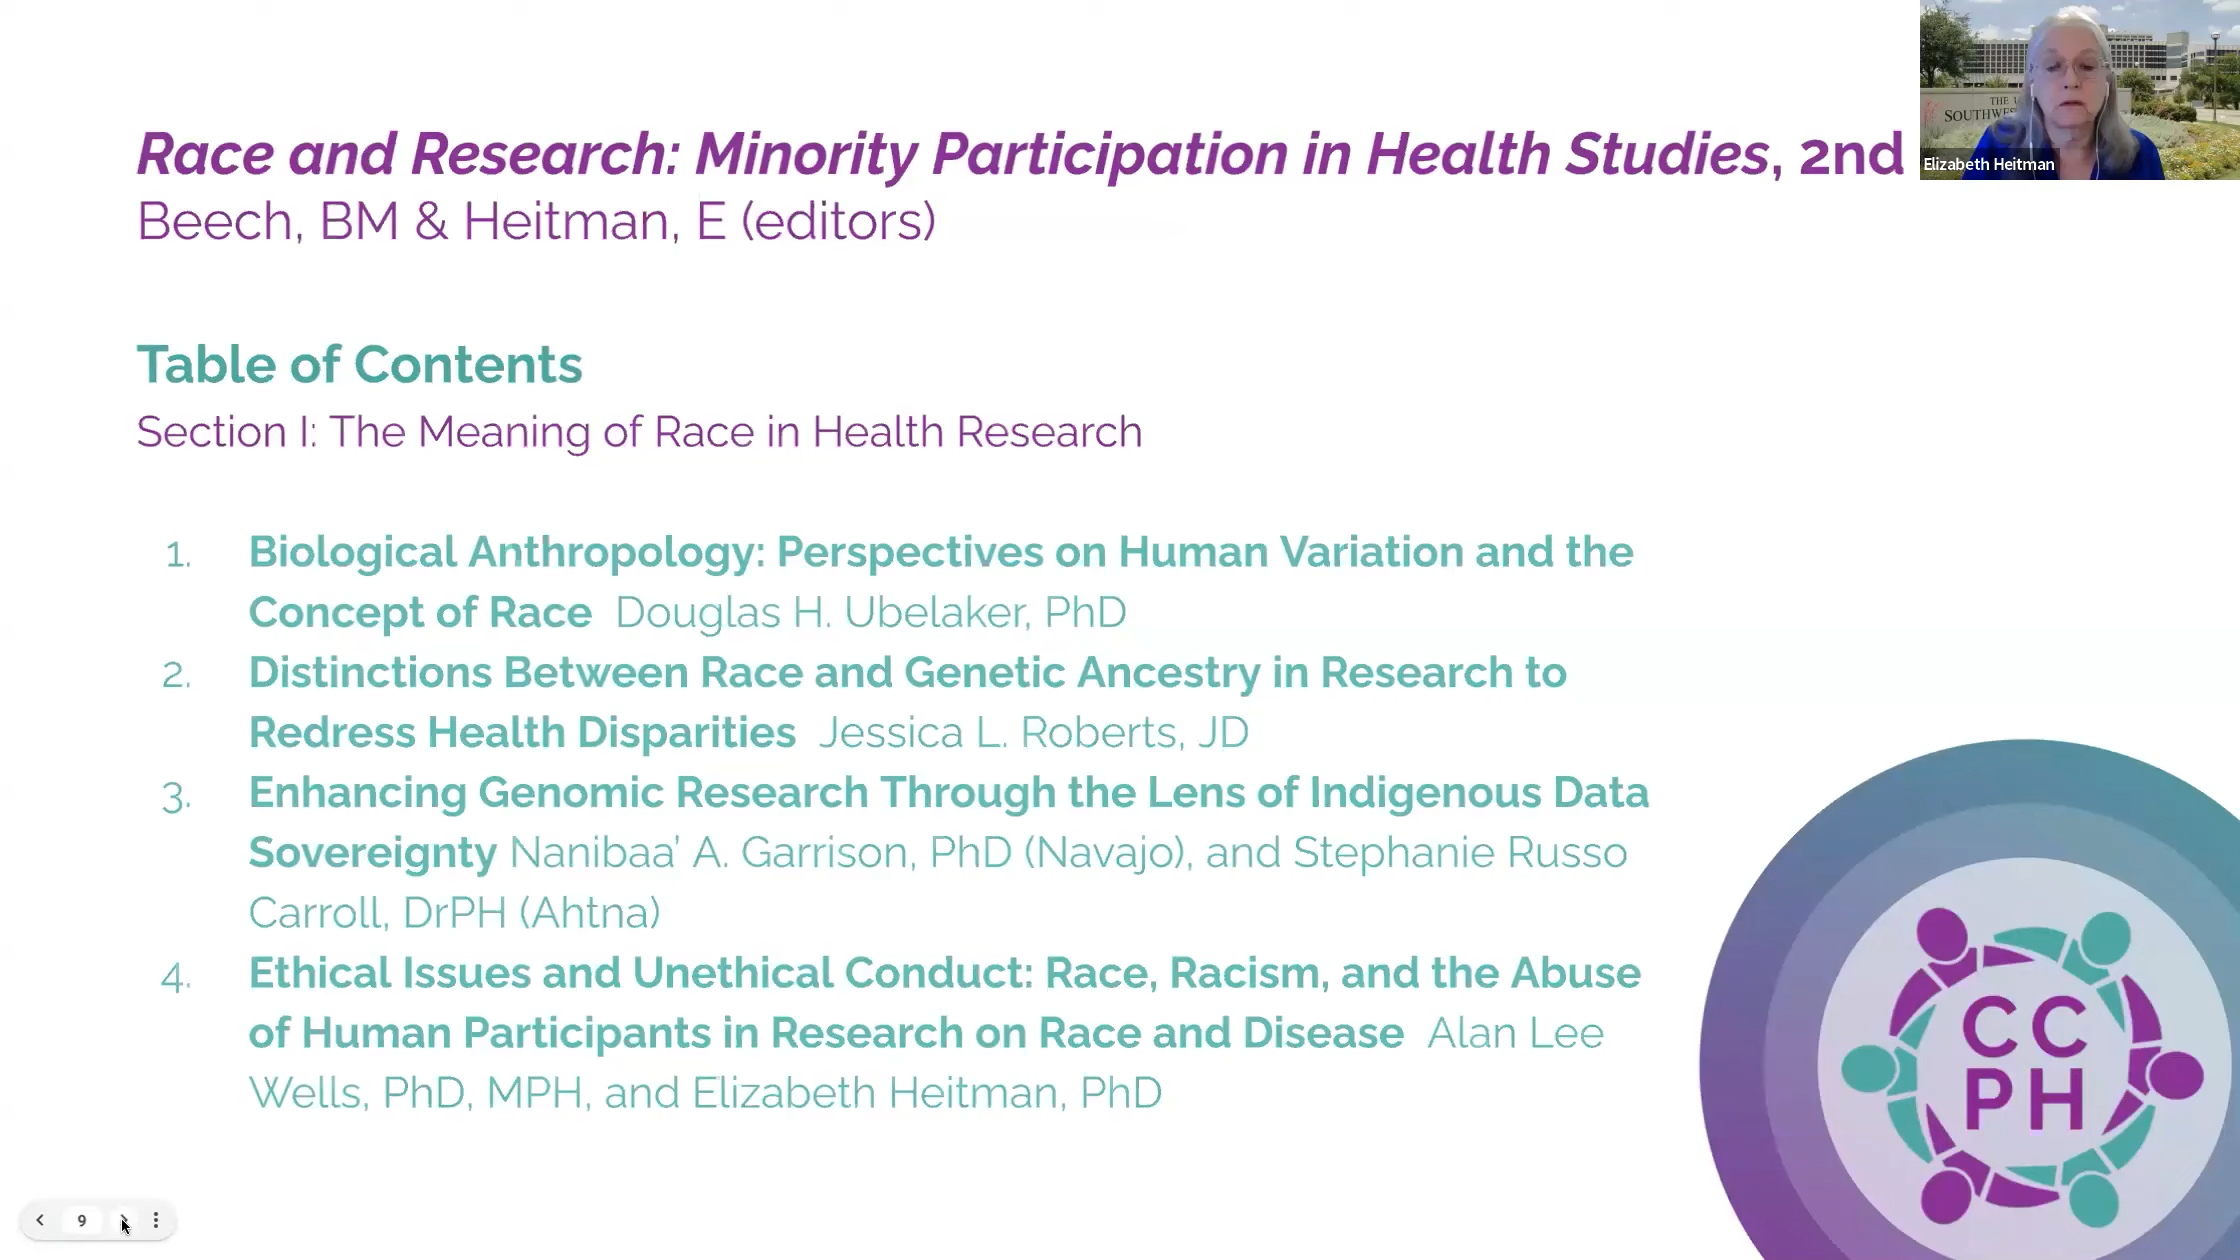 Race and Research: Minority Participation in Health Studies, 2nd
Beech, BM & Heitman, E (editors)
THE
SOUTHWES
Elizabeth Heitman
Table of Contents
Section I: The Meaning of Race in Health Research
1. Biological Anthropology: Perspectives on Human Variation and the
Concept of Race Douglas H. Ubelaker, PhD
2. Distinctions Between Race and Genetic Ancestry in Research to
Redress Health Disparities Jessica L. Roberts, JD
3. Enhancing Genomic Research Through the Lens of Indigenous Data
Sovereignty Nanibaa’ A. Garrison, PhD (Navajo), and Stephanie Russo
Carroll, DrPH (Ahtna)
4. Ethical Issues and Unethical Conduct: Race, Racism, and the Abuse
of Human Participants in Research on Race and Disease Alan Lee
Wells, PhD, MPH, and Elizabeth Heitman, PhD
CC
PH
9